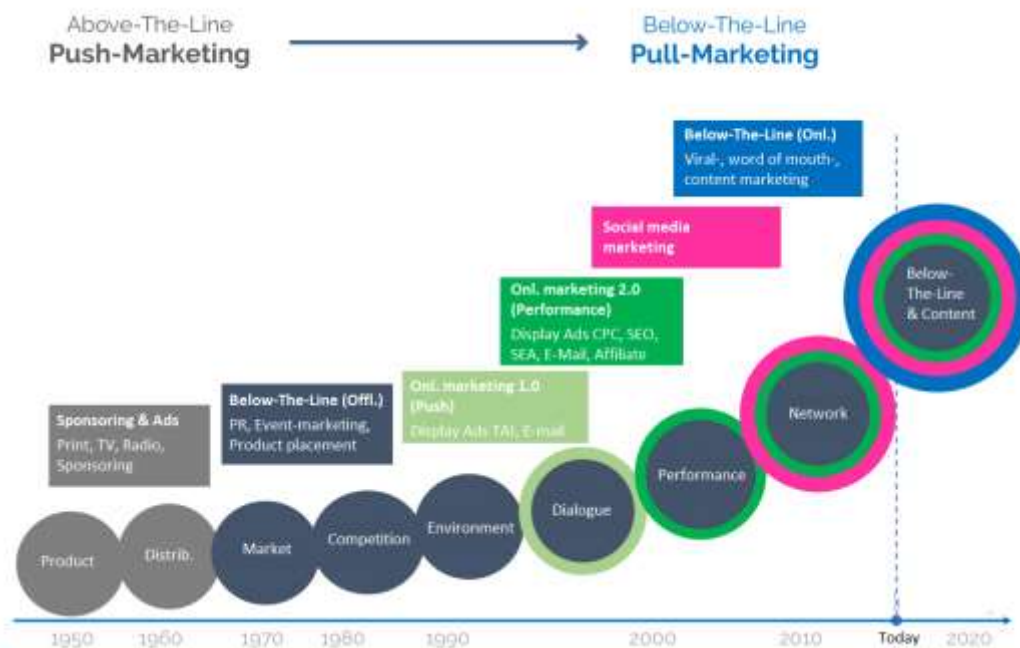 Above-The-Line
Push-Marketing
Below-The-Line
Pull-Marketing
Below-The-Line (Onl.)
Viral-, word of mouth-,
content marketing
Social media
marketing
Onl. marketing 2.0
(Performance)
Display Ads CPC, SEO,
SEA, E-Mail, Affiliate
Onl. marketing 1.0
(Push)
Display Ads TAI, E-mail
Below-The-Line (Offl.)
PR, Event-marketing,
Product placement
Sponsoring & Ads
Print, TV, Radio,
Sponsoring
Product
Distrib.
Market
Competition
Environment
Dialogue
Performance
Network
Below-
The-Line
& Content
1950
1960
1970
1980
1990
2000
2010
Today
2020